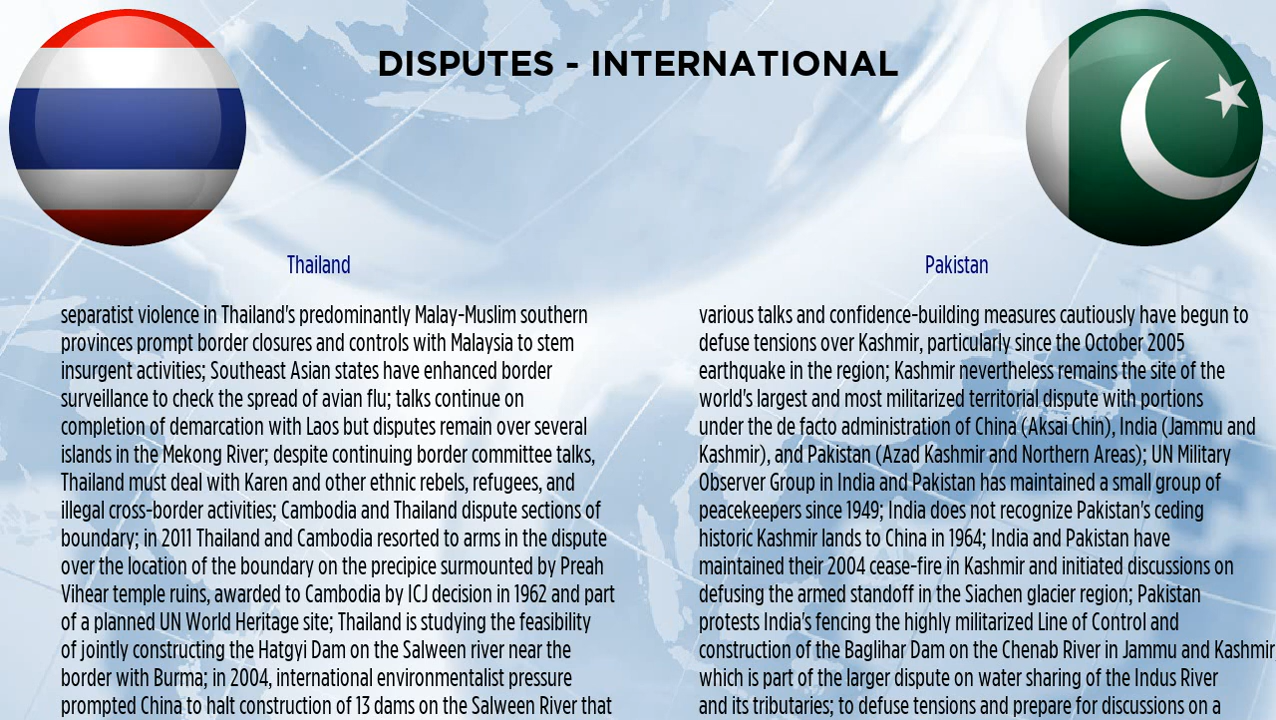 DISPUTES - INTERNATIONAL
Thailand
separatist violence in Thailand's predominantly Malay-Muslim southern
provinces prompt border closures and controls with Malaysia to stem
insurgent activities; Southeast Asian states have enhanced border
surveillance to check the spread of avian flu; talks continue on
completion of demarcation with Laos but disputes remain over several
islands in the Mekong River; despite continuing border committee talks,
Thailand must deal with Karen and other ethnic rebels, refugees, and
illegal cross-border activities; Cambodia and Thailand dispute sections of
boundary; in 2011 Thailand and Cambodia resorted to arms in the dispute
over the location of the boundary on the precipice surmounted by Preah
Vihear temple ruins, awarded to Cambodia by ICJ decision in 1962 and part
of a planned UN World Heritage site; Thailand is studying the feasibility
of jointly constructing the Hatgyi Dam on the Salween river near the
border with Burma; in 2004, international environmentalist pressure
prompted China to halt construction of 13 dams on the Salween River that
Pakistan
various talks and confidence-building measures cautiously have begun to
defuse tensions over Kashmir, particularly since the October 2005
earthquake in the region; Kashmir nevertheless remains the site of the
world's largest and most militarized territorial dispute with portions
under the de facto administration of China (Aksai Chin), India (Jammu and
Kashmir), and Pakistan (Azad Kashmir and Northern Areas); UN Military
Observer Group in India and Pakistan has maintained a small group of
peacekeepers since 1949; India does not recognize Pakistan's ceding
historic Kashmir lands to China in 1964; India and Pakistan have
maintained their 2004 cease-fire in Kashmir and initiated discussions on
defusing the armed standoff in the Siachen glacier region; Pakistan
protests India's fencing the highly militarized Line of Control and
construction of the Baglihar Dam on the Chenab River in Jammu and Kashmir
which is part of the larger dispute on water sharing of the Indus River
and its tributaries; to defuse tensions and prepare for discussions on a